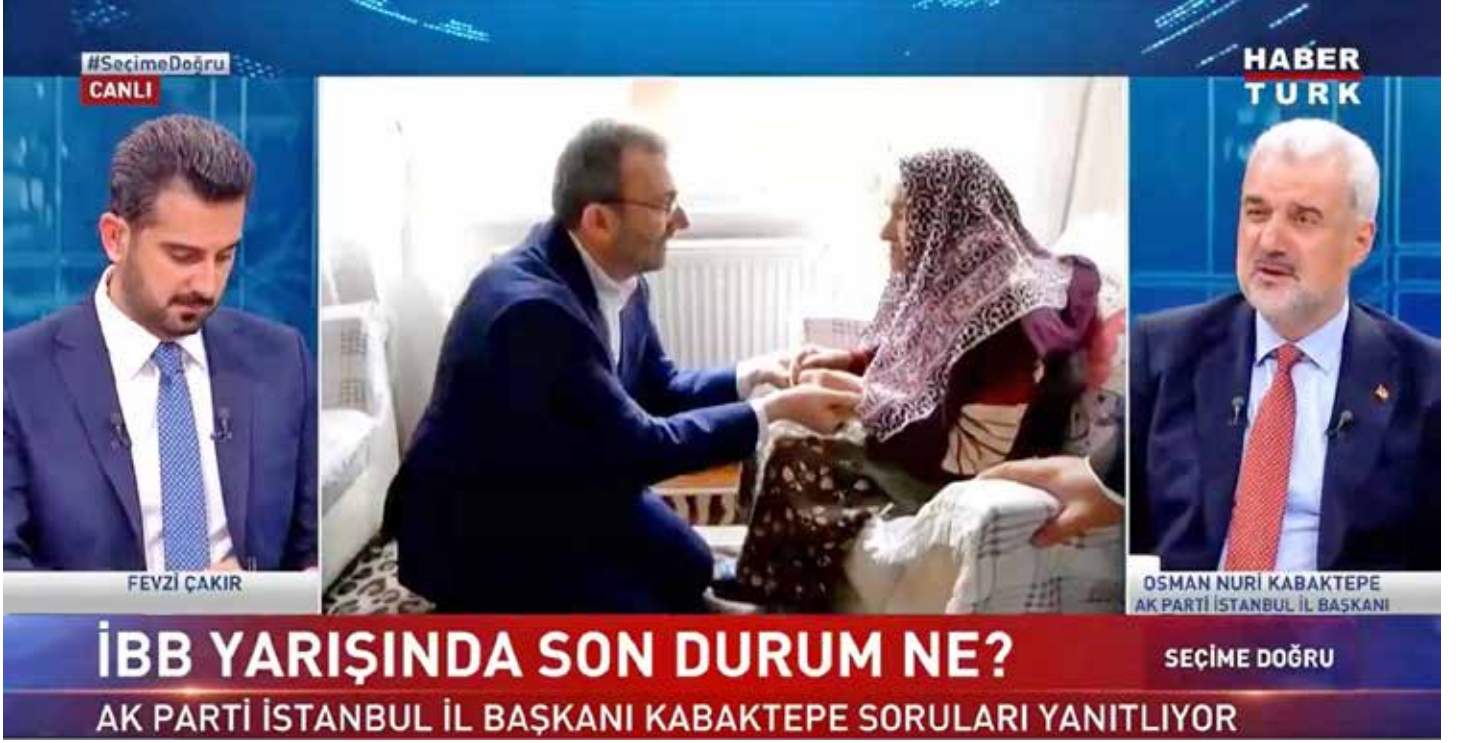 #SeçimeDoğru
CANLI
HABER
TURK
FEVZİ ÇAKIR
OSMAN NURİ KABAKTEPE
AK PARTİ İSTANBUL İL BAŞKANI
İBB YARIŞINDA SON DURUM NE?
SEÇİME DOĞRU
AK PARTİ İSTANBUL İL BAŞKANI KABAKTEPE SORULARI YANITLIYOR